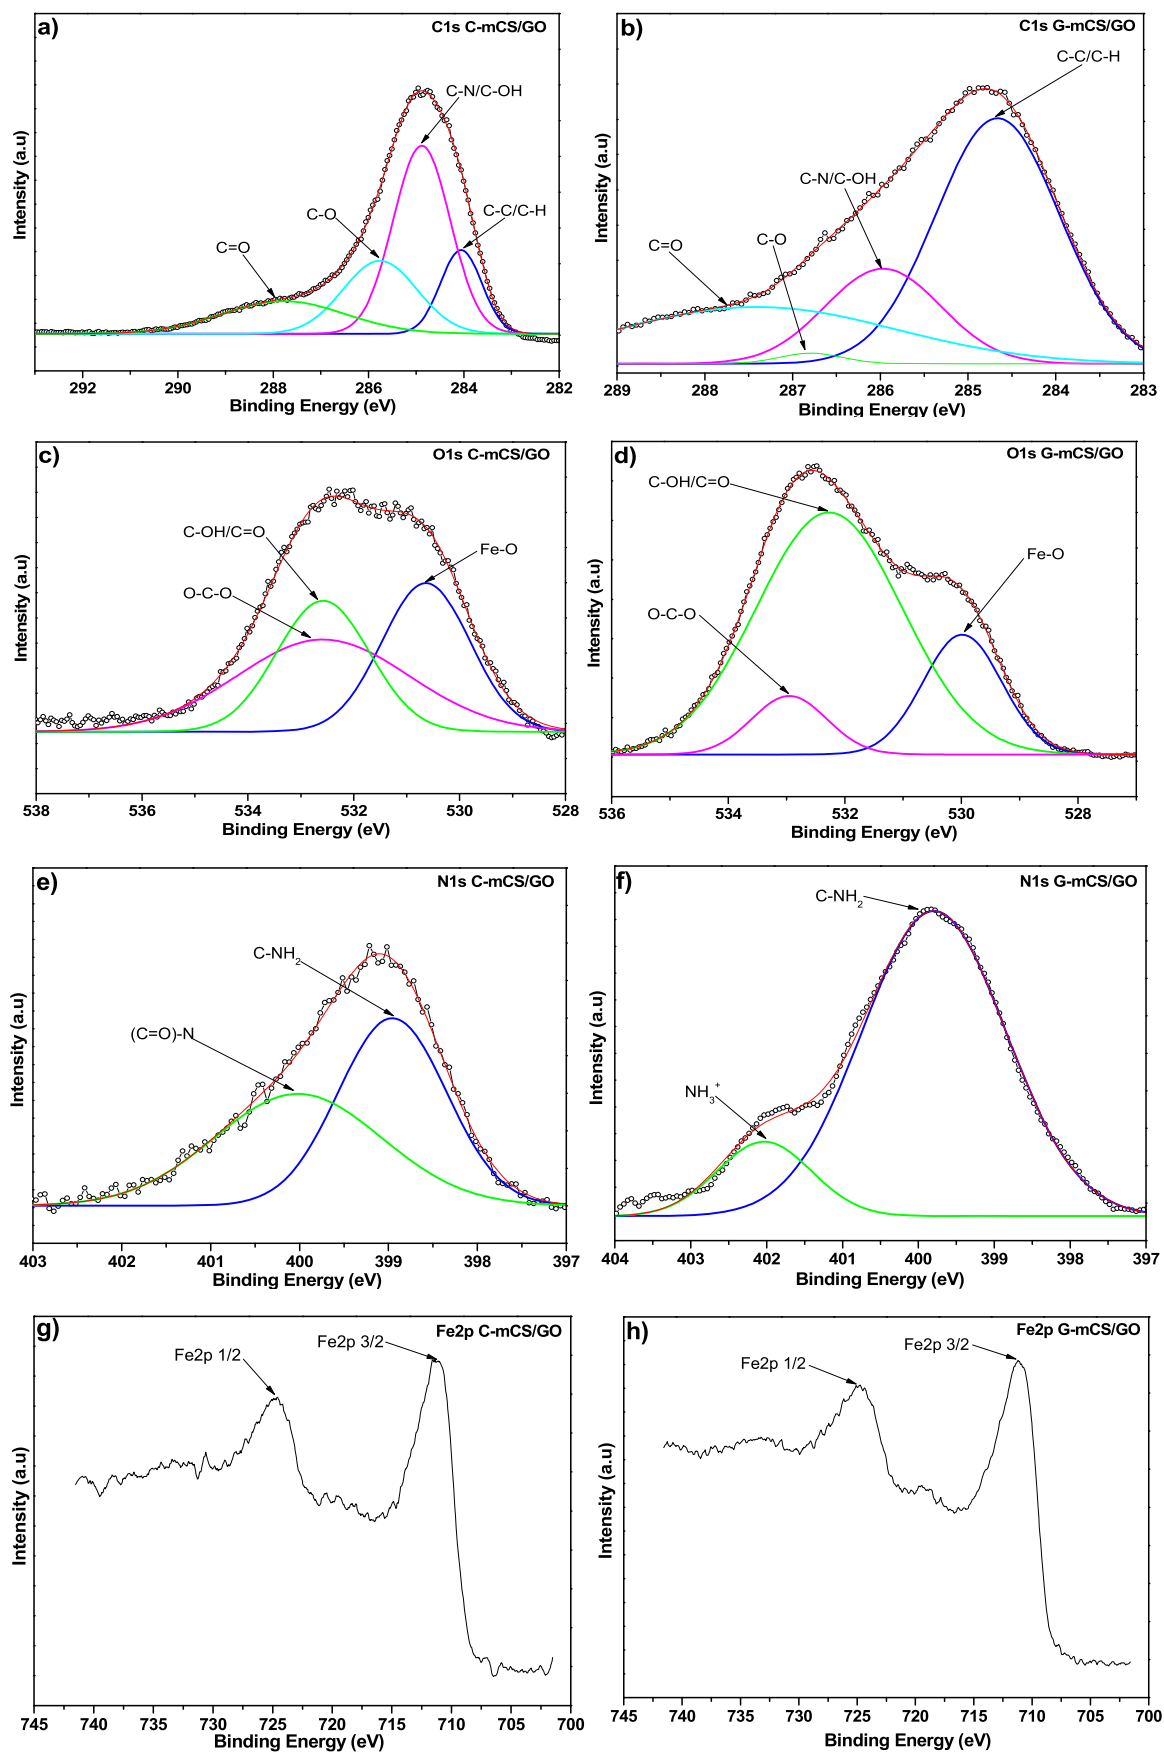 a)
C1s C-mCS/GO
C-N/C-OH
C-O
C-C/C-H
C=O
Intensity (a.u)
292 290 288 286 284 282
Binding Energy (eV)
b)
C1s G-mCS/GO
C-C/C-H
C-N/C-OH
C-O
C=O
Intensity (a.u)
289 288 287 286 285 284 283
Binding Energy (eV)
c)
O1s C-mCS/GO
C-OH/C=O
Fe-O
O-C-O
Intensity (a.u)
538 536 534 532 530 528
Binding Energy (eV)
d)
O1s G-mCS/GO
C-OH/C=O
Fe-O
O-C-O
Intensity (a.u)
536 534 532 530 528
Binding Energy (eV)
e)
N1s C-mCS/GO
C-NH2
(C=O)-N
Intensity (a.u)
403 402 401 400 399 398 397
Binding Energy (eV)
f)
N1s G-mCS/GO
C-NH2
NH3+
Intensity (a.u)
404 403 402 401 400 399 398 397
Binding Energy (eV)
g)
Fe2p C-mCS/GO
Fe2p 3/2
Fe2p 1/2
Intensity (a.u)
745 740 735 730 725 720 715 710 705 700
Binding Energy (eV)
h)
Fe2p G-mCS/GO
Fe2p 3/2
Fe2p 1/2
Intensity (a.u)
745 740 735 730 725 720 715 710 705 700
Binding Energy (eV)